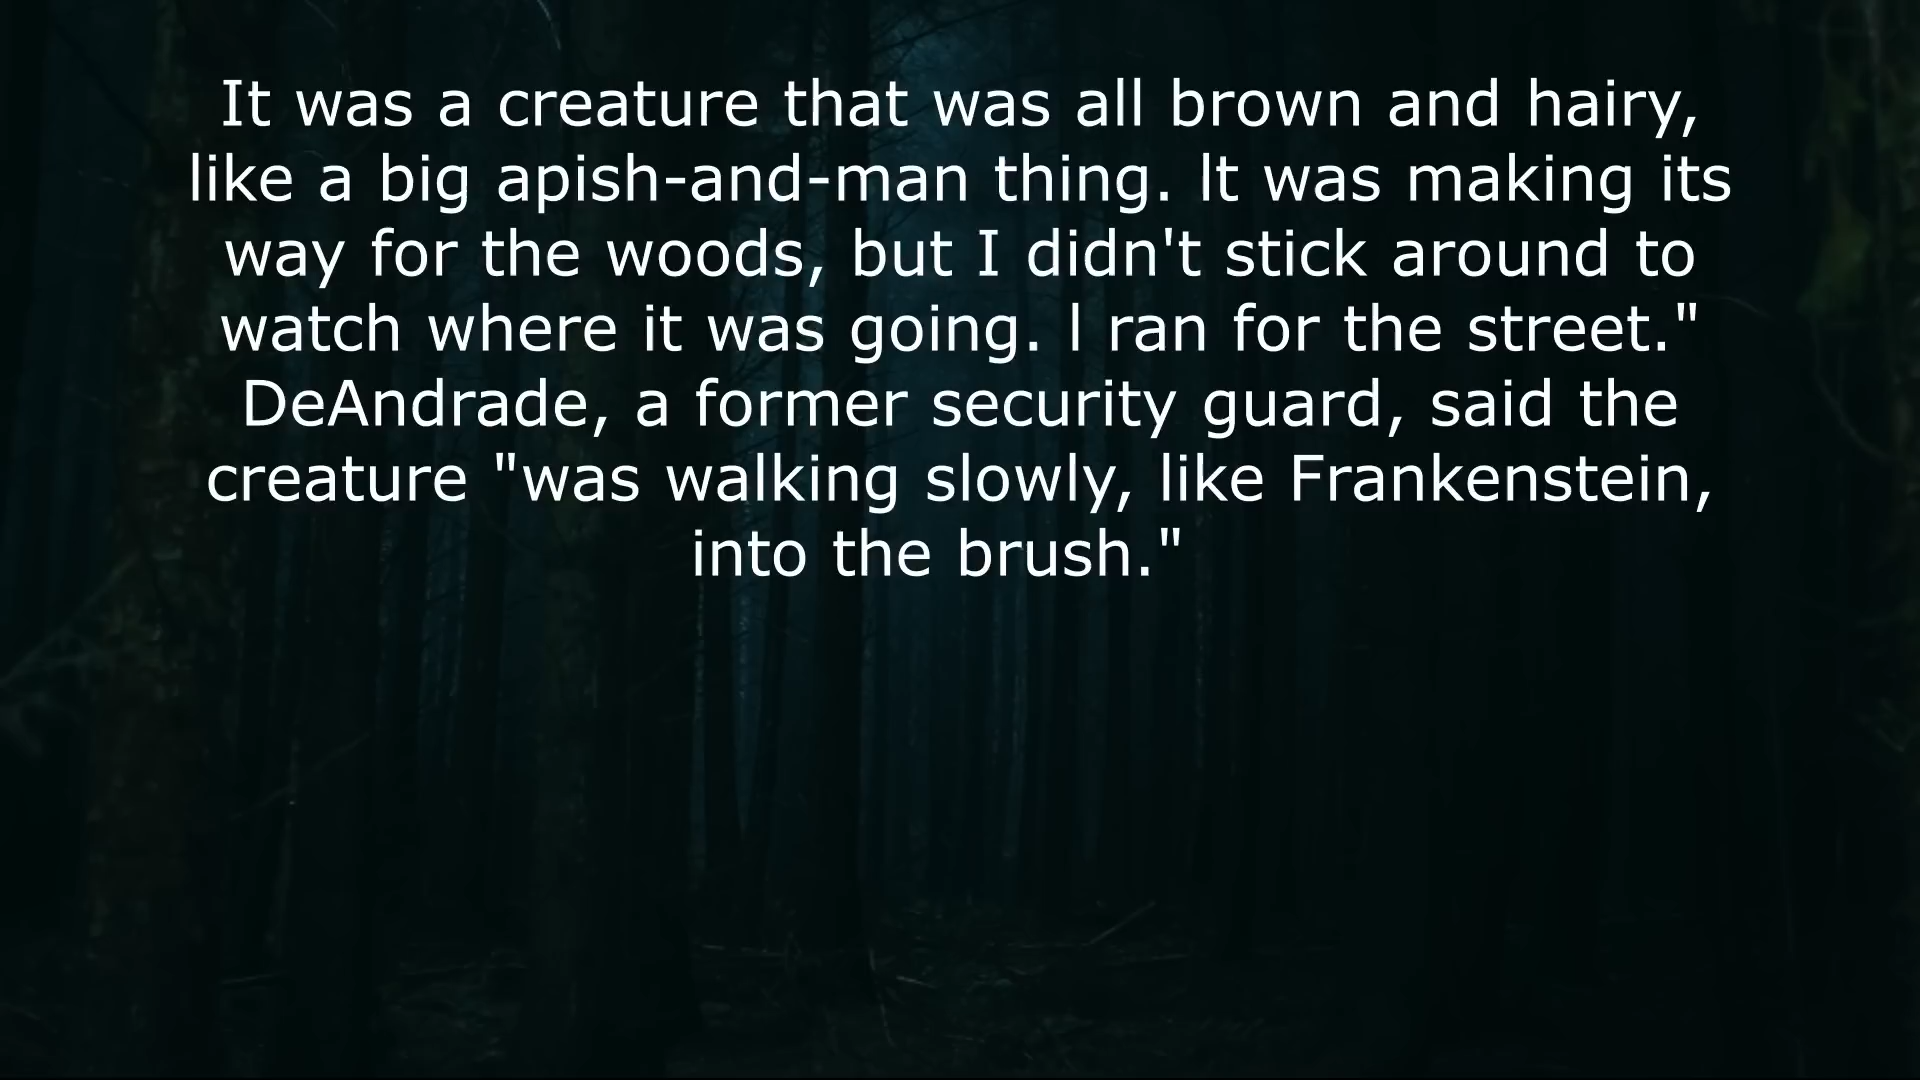 It was a creature that was all brown and hairy,
like a big apish-and-man thing. lt was making its
way for the woods, but I didn't stick around to
watch where it was going. l ran for the street."
DeAndrade, a former security guard, said the
creature "was walking slowly, like Frankenstein,
into the brush."